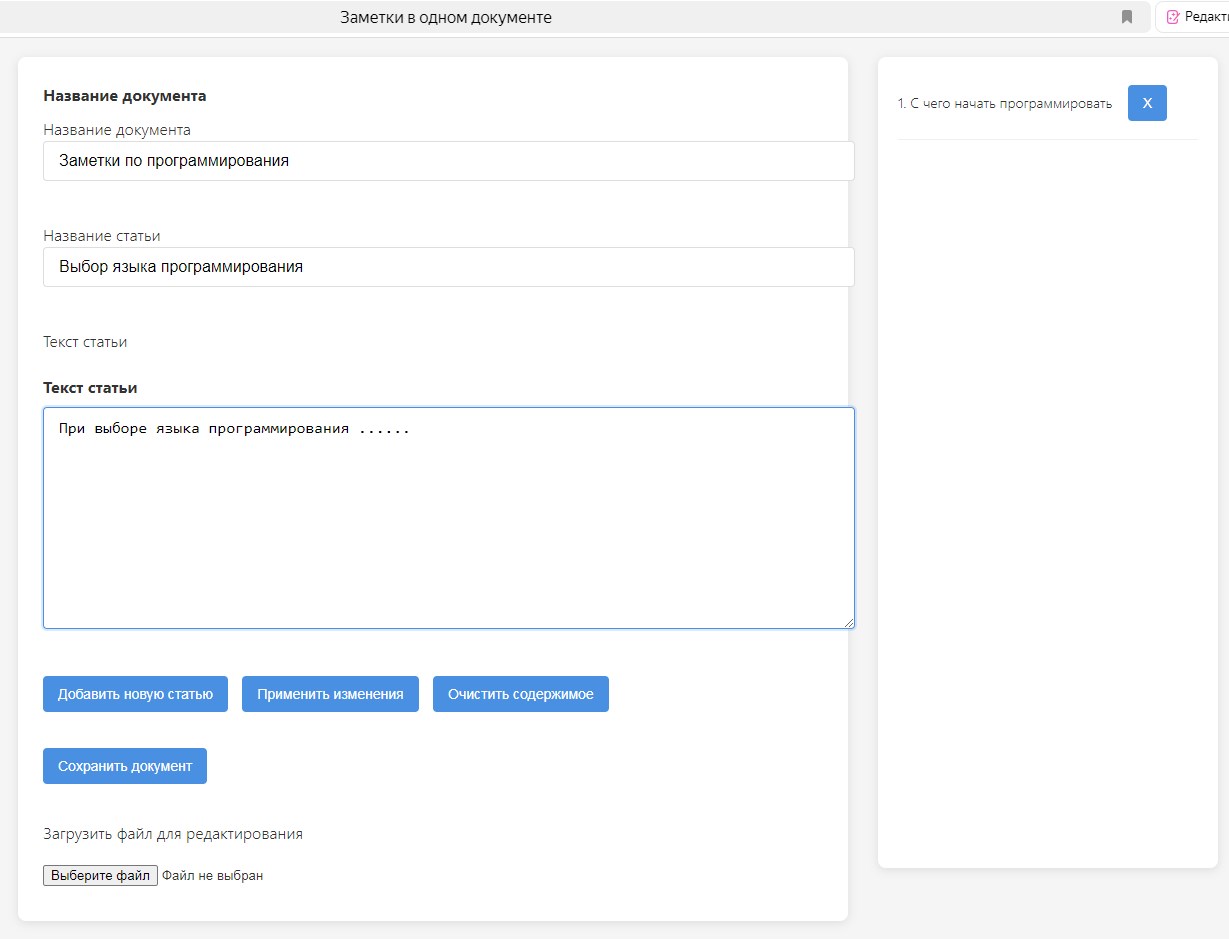 Заметки в одном документе
Редакти
Название документа
Название документа
Заметки по программирования
Название статьи
Выбор языка программирования
Текст статьи
Текст статьи
При выборе языка программирования ......
Добавить новую статью
Применить изменения
Очистить содержимое
Сохранить документ
Загрузить файл для редактирования
Выберите файл Файл не выбран
1. С чего начать программировать
X